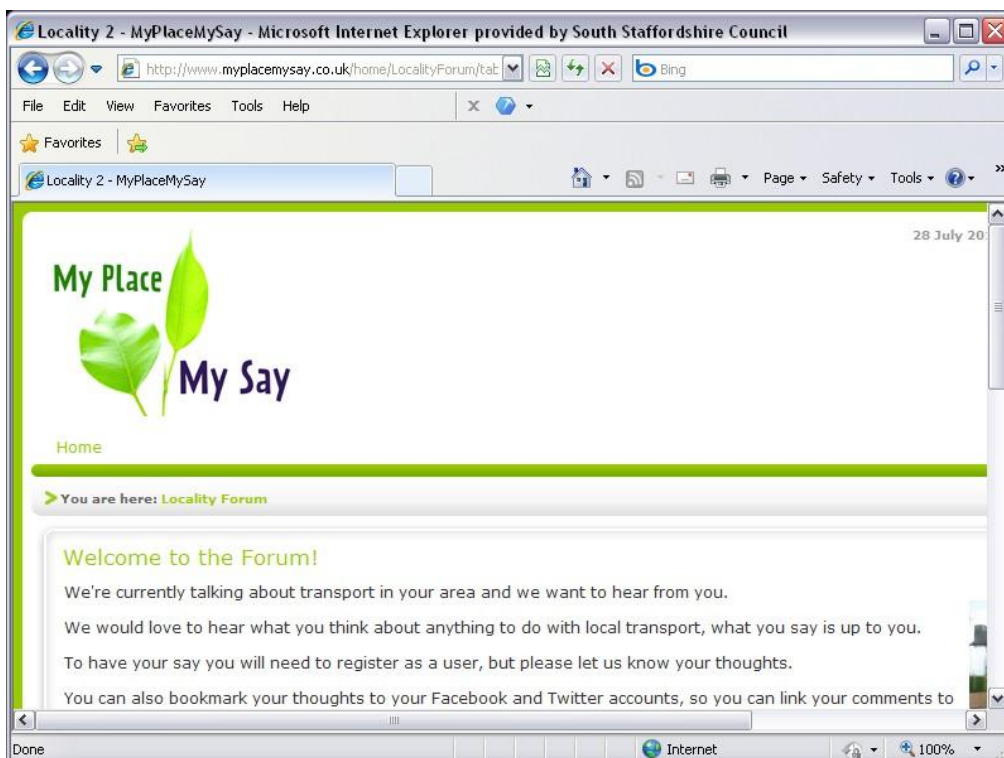 Locality 2 - MyPlaceMySay - Microsoft Internet Explorer provided by South Staffordshire Council
http://www.myplacemysay.co.uk/home/LocalityForum/tab
Bing
File Edit View Favorites Tools Help
x
Favorites
Locality 2 - MyPlaceMySay
Page Safety Tools
28 July 20
My Place
My Say
Home
You are here: Locality Forum
Welcome to the Forum!
We're currently talking about transport in your area and we want to hear from you.
We would love to hear what you think about anything to do with local transport, what you say is up to you.
To have your say you will need to register as a user, but please let us know your thoughts.
You can also bookmark your thoughts to your Facebook and Twitter accounts, so you can link your comments to
Done
Internet
100%